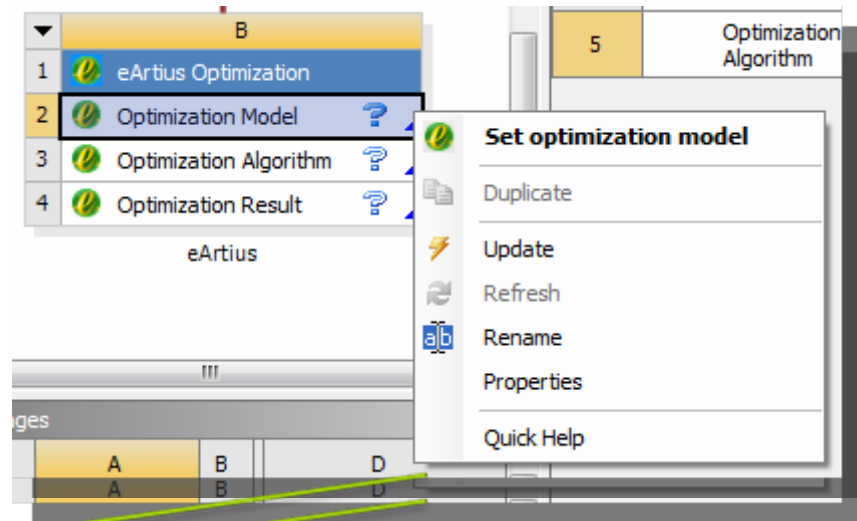 B
5
Optimization
Algorithm
1 eArtius Optimization
2 Optimization Model
3 Optimization Algorithm
4 Optimization Result
eArtius
Set optimization model
Duplicate
Update
Refresh
a b Rename
Properties
Quick Help
ges
A B D
A B D